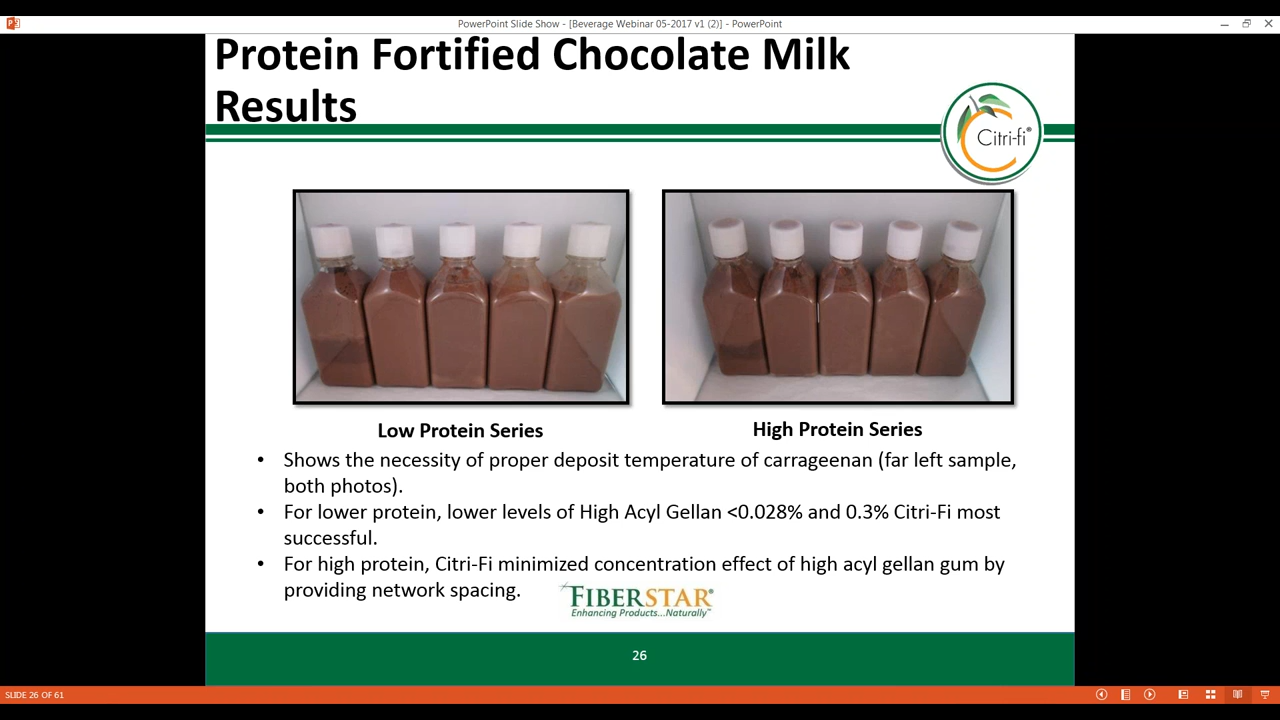 PowerPoint Slide Show - [Beverage Webinar 05-2017 v1 (2)] - PowerPoint
Protein Fortified Chocolate Milk
Results
Citri-fi®
Low Protein Series
High Protein Series
• Shows the necessity of proper deposit temperature of carrageenan (far left sample,
both photos).
• For lower protein, lower levels of High Acyl Gellan <0.028% and 0.3% Citri-Fi most
successful.
• For high protein, Citri-Fi minimized concentration effect of high acyl gellan gum by
providing network spacing.
FIBERSTAR®
Enhancing Products...Naturally™
26
SLIDE 26 OF 61